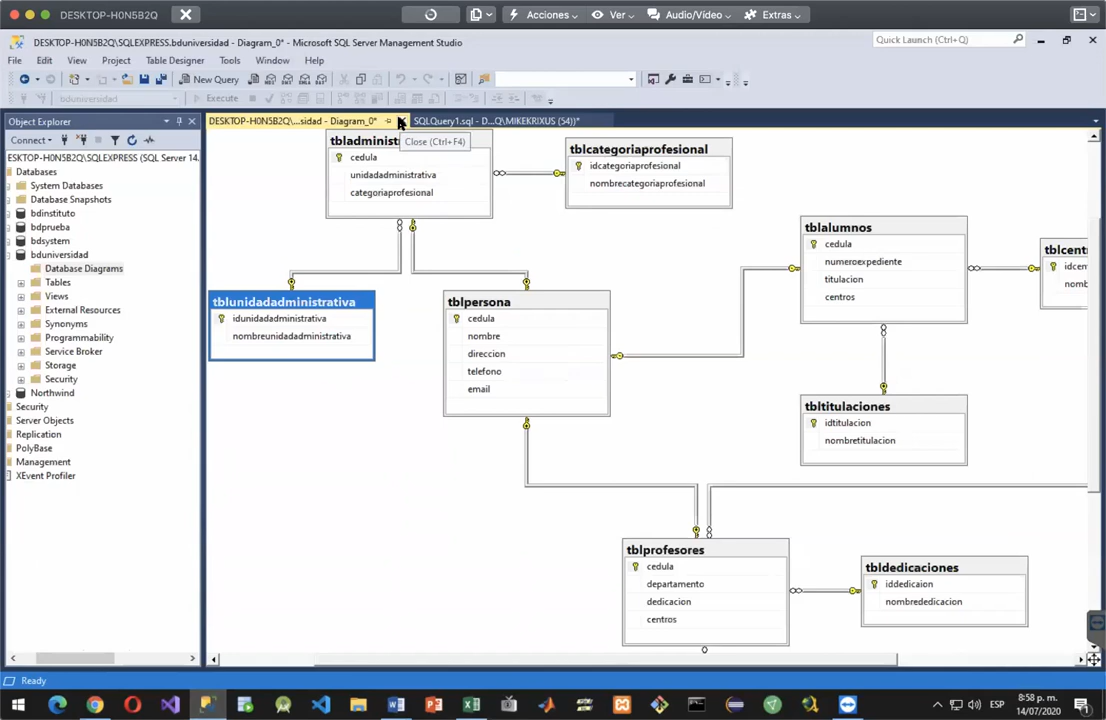 DESKTOP-H0N5B2Q
Acciones
Ver
Audio/Vídeo
Extras
DESKTOP-H0N5B2Q\SQLEXPRESS.bduniversidad - Diagram_0* - Microsoft SQL Server Management Studio
Quick Launch (Ctrl+Q)
File Edit View Project Table Designer Tools Window Help
New Query
bduniversidad
Execute
Object Explorer
DESKTOP-H0N5B2Q\...sidad - Diagram_0*
SQLQuery1.sql - D...Q\MIKEKRIXUS (54))*
Close (Ctrl+F4)
Connect
ESKTOP-H0N5B2Q\SQLEXPRESS (SQL Server 14.
Databases
System Databases
Database Snapshots
bdinstituto
bdprueba
bdsystem
bduniversidad
Database Diagrams
Tables
Views
External Resources
Synonyms
Programmability
Service Broker
Storage
Security
Northwind
Security
Server Objects
Replication
PolyBase
Management
XEvent Profiler
tbladminist
cedula
unidadadministrativa
categoriaprofesional
tblcategoriaprofesional
idcategoriaprofesional
nombrecategoriaprofesional
tblalumnos
cedula
numeroexpediente
titulacion
centros
tblcent
idcen
nomb
tblunidadadministrativa
idunidadadministrativa
nombreunidadadministrativa
tblpersona
cedula
nombre
direccion
telefono
email
tbltitulaciones
idtitulacion
nombretitulacion
tblprofesores
cedula
departamento
dedicacion
centros
tbldedicaciones
iddedicaion
nombrededicacion
Ready
ESP
8:58 p. m.
14/07/2020